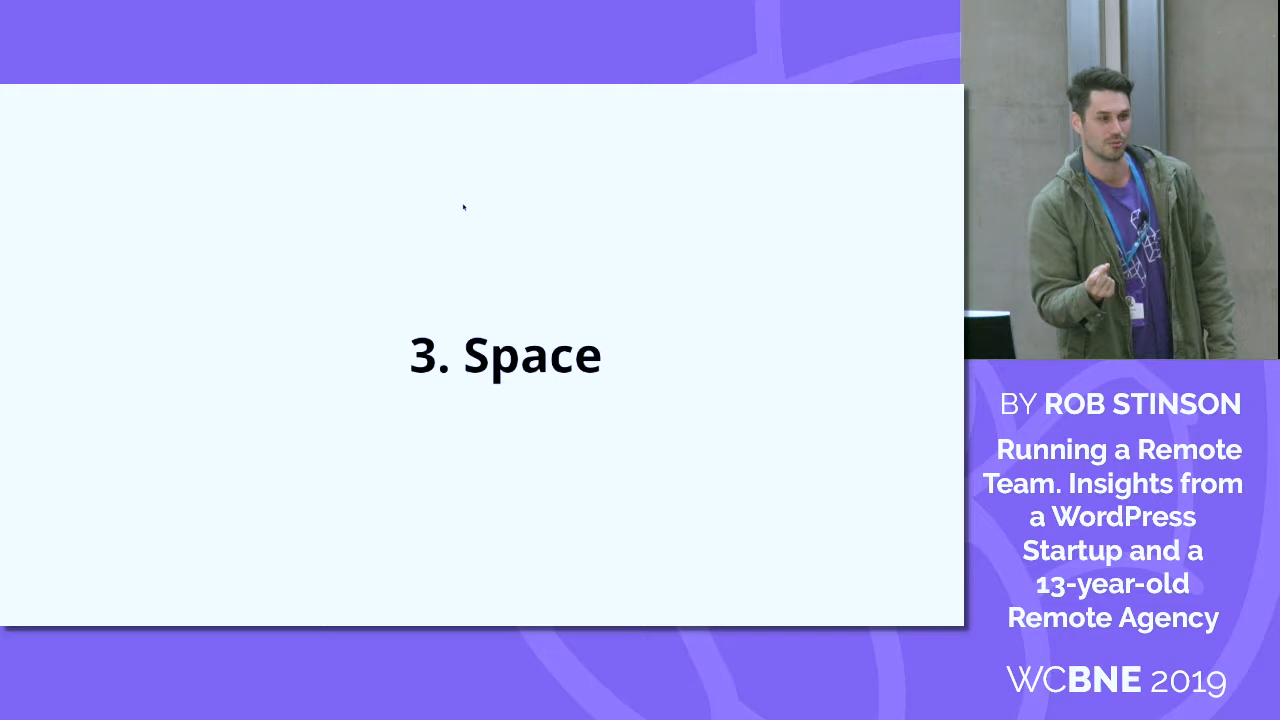 3. Space
BY ROB STINSON
Running a Remote
Team. Insights from
a WordPress
Startup and a
13-year-old
Remote Agency
WCBNE 2019